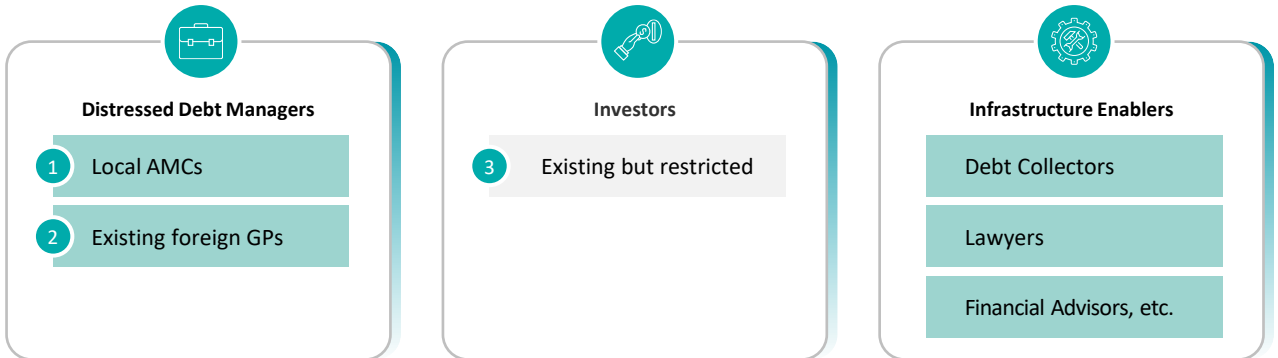 Distressed Debt Managers
1 Local AMCs
2 Existing foreign GPs
Investors
3 Existing but restricted
Infrastructure Enablers
Debt Collectors
Lawyers
Financial Advisors, etc.